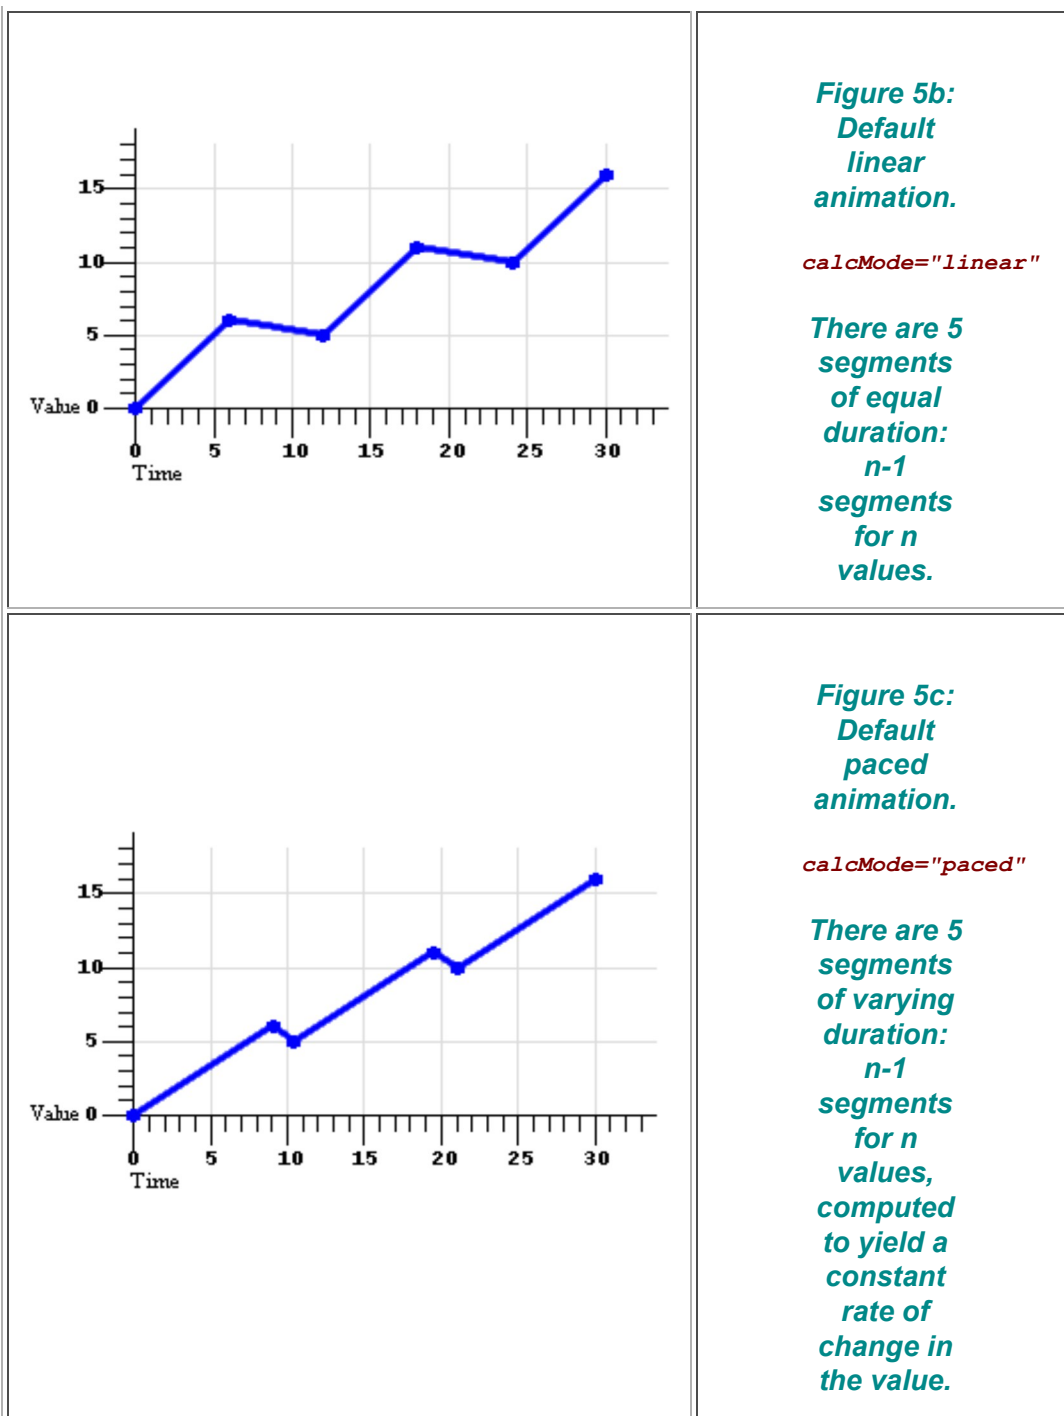 15
10
5
Value 0
0 5 10 15 20 25 30
Time
Figure 5b:
Default
linear
animation.
calcMode="linear"
There are 5
segments
of equal
duration:
n-1
segments
for n
values.
15
10
5
Value 0
0 5 10 15 20 25 30
Time
Figure 5c:
Default
paced
animation.
calcMode="paced"
There are 5
segments
of varying
duration:
n-1
segments
for n
values,
computed
to yield a
constant
rate of
change in
the value.